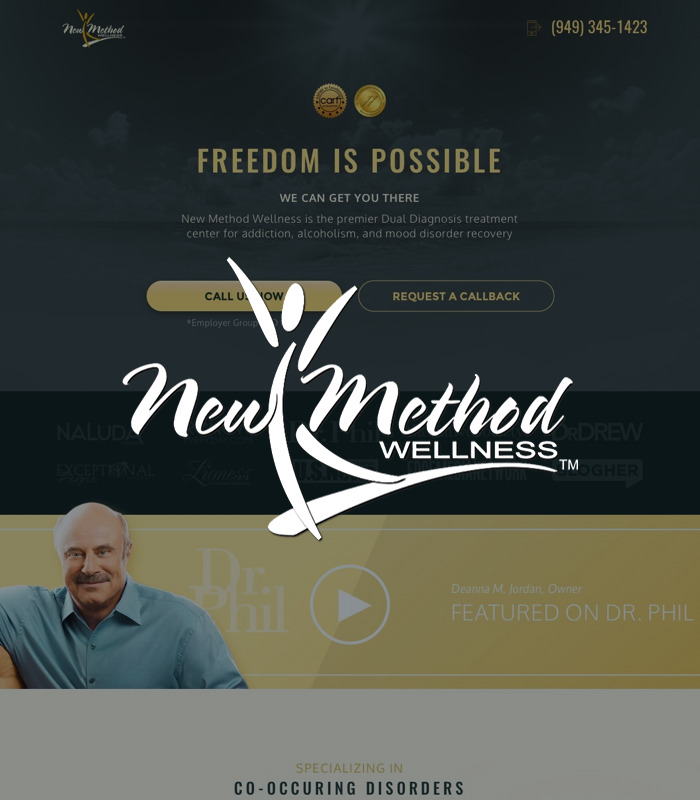 New Method
WELLNESS
(949) 345-1423
carf
FREEDOM IS POSSIBLE
WE CAN GET YOU THERE
New Method Wellness is the premier Dual Diagnosis treatment
center for addiction, alcoholism, and mood disorder recovery
CALL US NOW
REQUEST A CALLBACK
*Employer Group
New Method
WELLNESS TM
NALUDA
DrDREW
EXCEPTIONAL
BLOGHER
Dr.
Phil
Deanna M. Jordan, Owner
FEATURED ON DR. PHIL
SPECIALIZING IN
CO-OCCURING DISORDERS